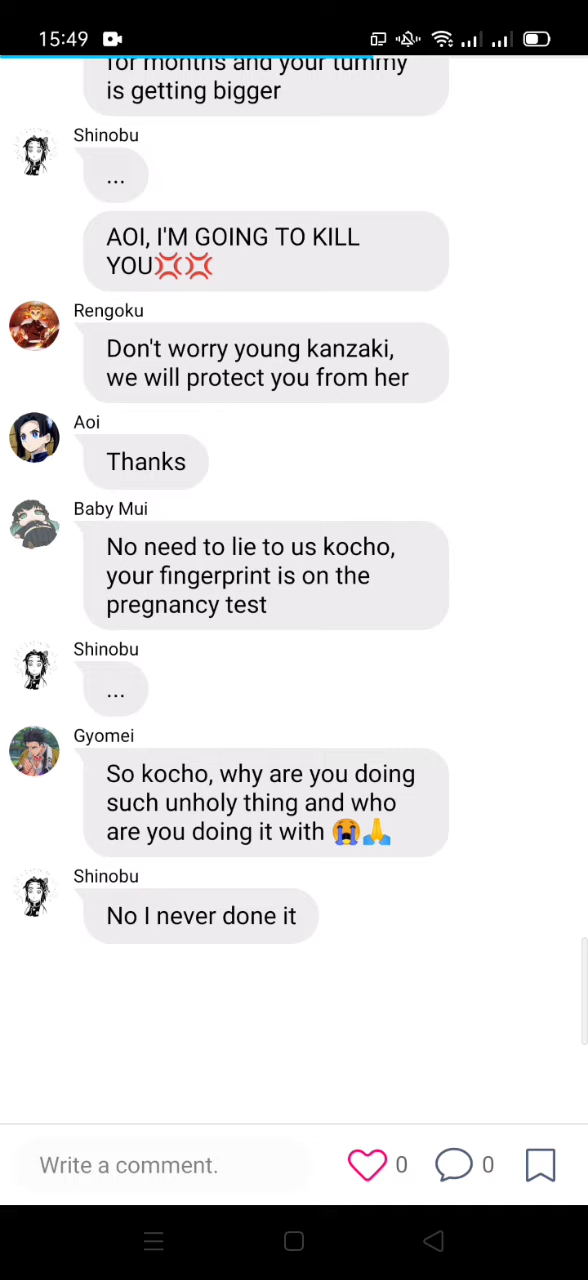 15:49
for months and your tummy
is getting bigger
Shinobu
...
AOI, I'M GOING TO KILL
YOU💢💢
Rengoku
Don't worry young kanzaki,
we will protect you from her
Aoi
Thanks
Baby Mui
No need to lie to us kocho,
your fingerprint is on the
pregnancy test
Shinobu
...
Gyomei
So kocho, why are you doing
such unholy thing and who
are you doing it with 😭🙏
Shinobu
No I never done it
Write a comment.
0
0